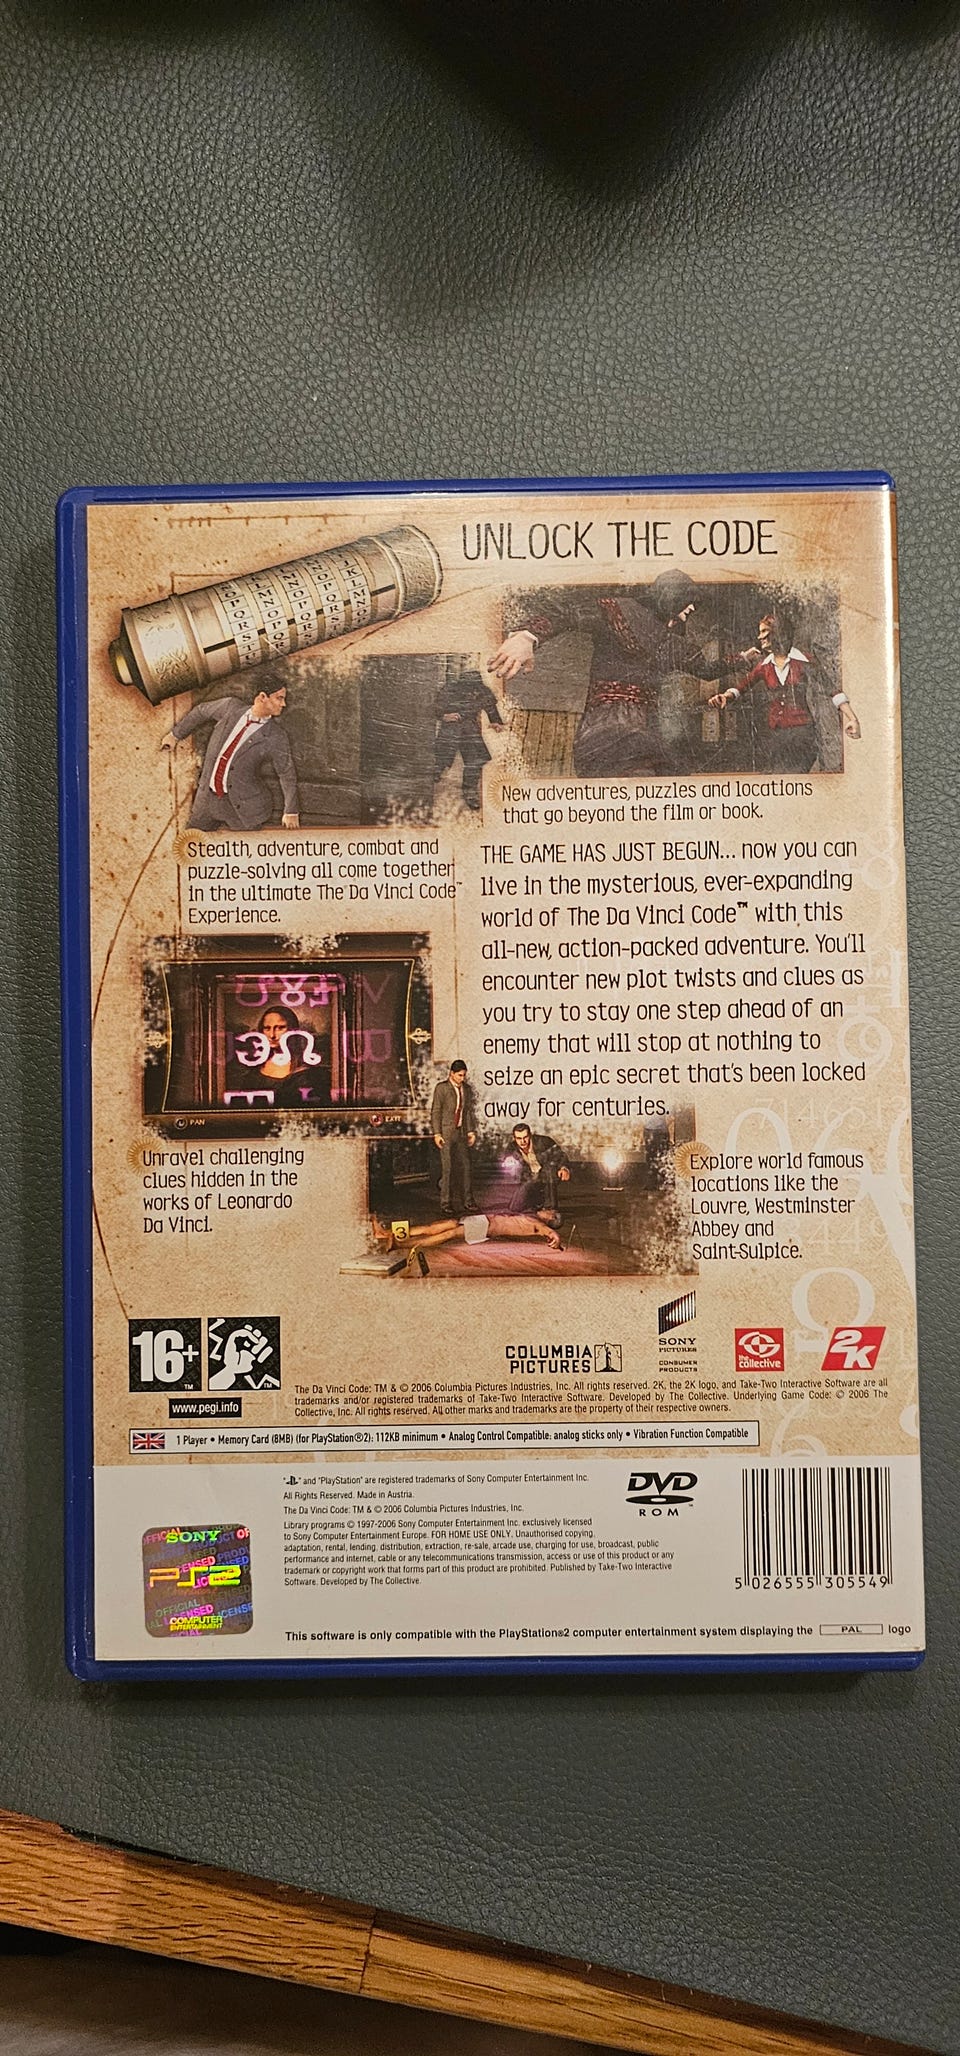 UNLOCK THE CODE
New adventures, puzzles and locations
that go beyond the film or book.
Stealth, adventure, combat and
puzzle-solving all come together
in the ultimate The Da Vinci Code™
Experience.
THE GAME HAS JUST BEGUN... now you can
live in the mysterious, ever-expanding
world of The Da Vinci Code™ with this
all-new, action-packed adventure. You'll
encounter new plot twists and clues as
you try to stay one step ahead of an
enemy that will stop at nothing to
seize an epic secret that's been locked
away for centuries.
PAN
EXIT
Unravel challenging
clues hidden in the
works of Leonardo
Da Vinci.
3
Explore world famous
locations like the
Louvre, Westminster
Abbey and
Saint-Sulpice.
16+
™
™
www.pegi.info
COLUMBIA
PICTURES
SONY
PICTURES
CONSUMER
PRODUCTS
the
collective
2K
The Da Vinci Code: TM & © 2006 Columbia Pictures Industries, Inc. All rights reserved. 2K, the 2K logo, and Take-Two Interactive Software are all
trademarks and/or registered trademarks of Take-Two Interactive Software. Developed by The Collective. Underlying Game Code: © 2006 The
Collective, Inc. All rights reserved. All other marks and trademarks are the property of their respective owners.
1 Player • Memory Card (8MB) (for PlayStation®2): 112KB minimum • Analog Control Compatible: analog sticks only • Vibration Function Compatible
" " and "PlayStation" are registered trademarks of Sony Computer Entertainment Inc.
All Rights Reserved. Made in Austria.
The Da Vinci Code: TM & © 2006 Columbia Pictures Industries, Inc.
Library programs © 1997-2006 Sony Computer Entertainment Inc. exclusively licensed
to Sony Computer Entertainment Europe. FOR HOME USE ONLY. Unauthorised copying,
adaptation, rental, lending, distribution, extraction, re-sale, arcade use, charging for use, broadcast, public
performance and internet, cable or any telecommunications transmission, access or use of this product or any
trademark or copyright work that forms part of this product are prohibited. Published by Take-Two Interactive
Software. Developed by The Collective.
DVD
ROM
5 026555 305549
SONY
PS2
OFFICIAL
LICENSED
COMPUTER
ENTERTAINMENT
This software is only compatible with the PlayStation®2 computer entertainment system displaying the PAL logo